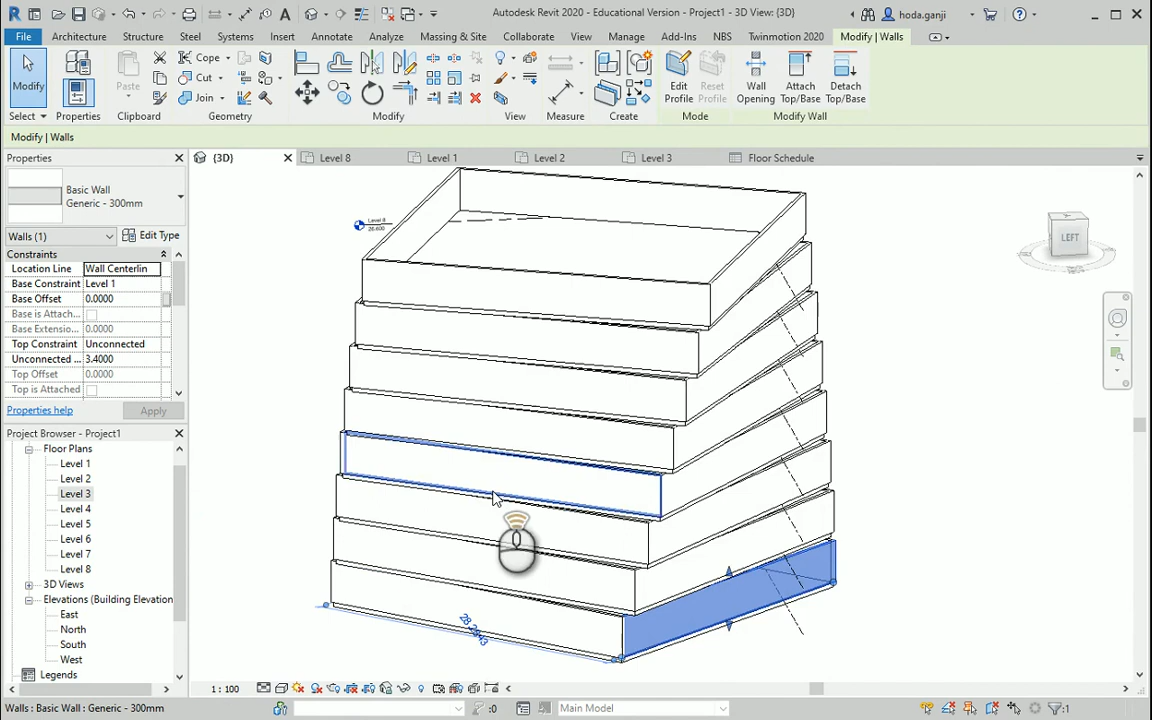 Autodesk Revit 2020 - Educational Version - Project1 - 3D View: {3D}
hoda.ganji
File Architecture Structure Steel Systems Insert Annotate Analyze Massing & Site Collaborate View Manage Add-Ins NBS Twinmotion 2020 Modify | Walls
Modify
Properties
Paste
Cope
Cut
Join
Edit
Profile
Reset
Profile
Wall
Opening
Attach
Top/Base
Detach
Top/Base
Select Properties Clipboard Geometry Modify View Measure Create Mode Modify Wall
Modify | Walls
Properties
{3D} Level 8 Level 1 Level 2 Level 3 Floor Schedule
Basic Wall
Generic - 300mm
Walls (1) Edit Type
Constraints
Location Line Wall Centerlin
Base Constraint Level 1
Base Offset 0.0000
Base is Attach...
Base Extensio... 0.0000
Top Constraint Unconnected
Unconnected ... 3.4000
Top Offset 0.0000
Top is Attached
Properties help Apply
Project Browser - Project1
Floor Plans
Level 1
Level 2
Level 3
Level 4
Level 5
Level 6
Level 7
Level 8
3D Views
Elevations (Building Elevation
East
North
South
West
Legends
Level 8
LEFT
1 : 100
Walls : Basic Wall : Generic - 300mm :0 Main Model :1